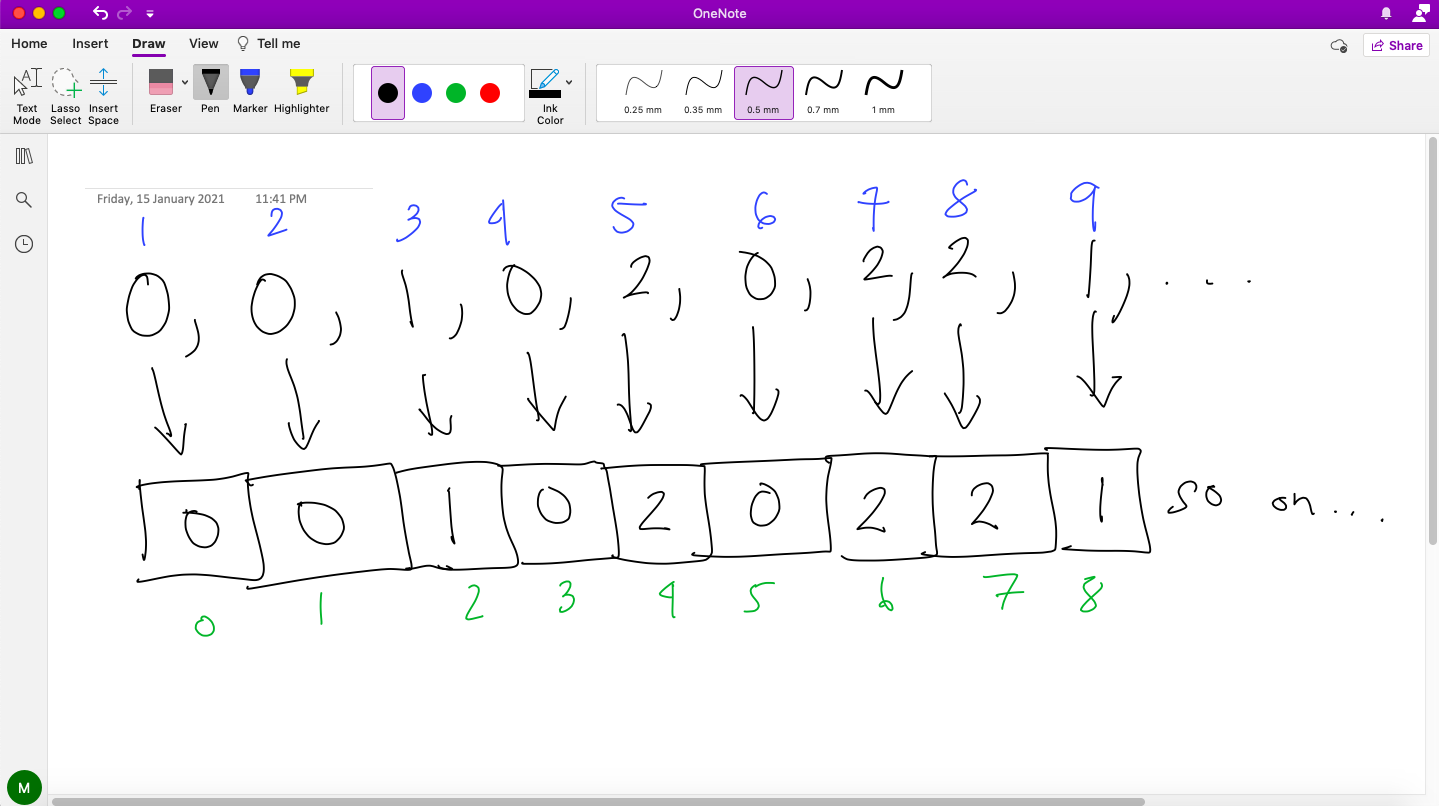 OneNote
Home Insert Draw View Tell me
Share
Text Mode Lasso Select Insert Space Eraser Pen Marker Highlighter Ink Color 0.25 mm 0.35 mm 0.5 mm 0.7 mm 1 mm
Friday, 15 January 2021 11:41 PM
1 2 3 4 5 6 7 8 9
0, 0, 1, 0, 2, 0, 2, 2, 1, ...
0 0 1 0 2 0 2 2 1 so on...
0 1 2 3 4 5 6 7 8
M